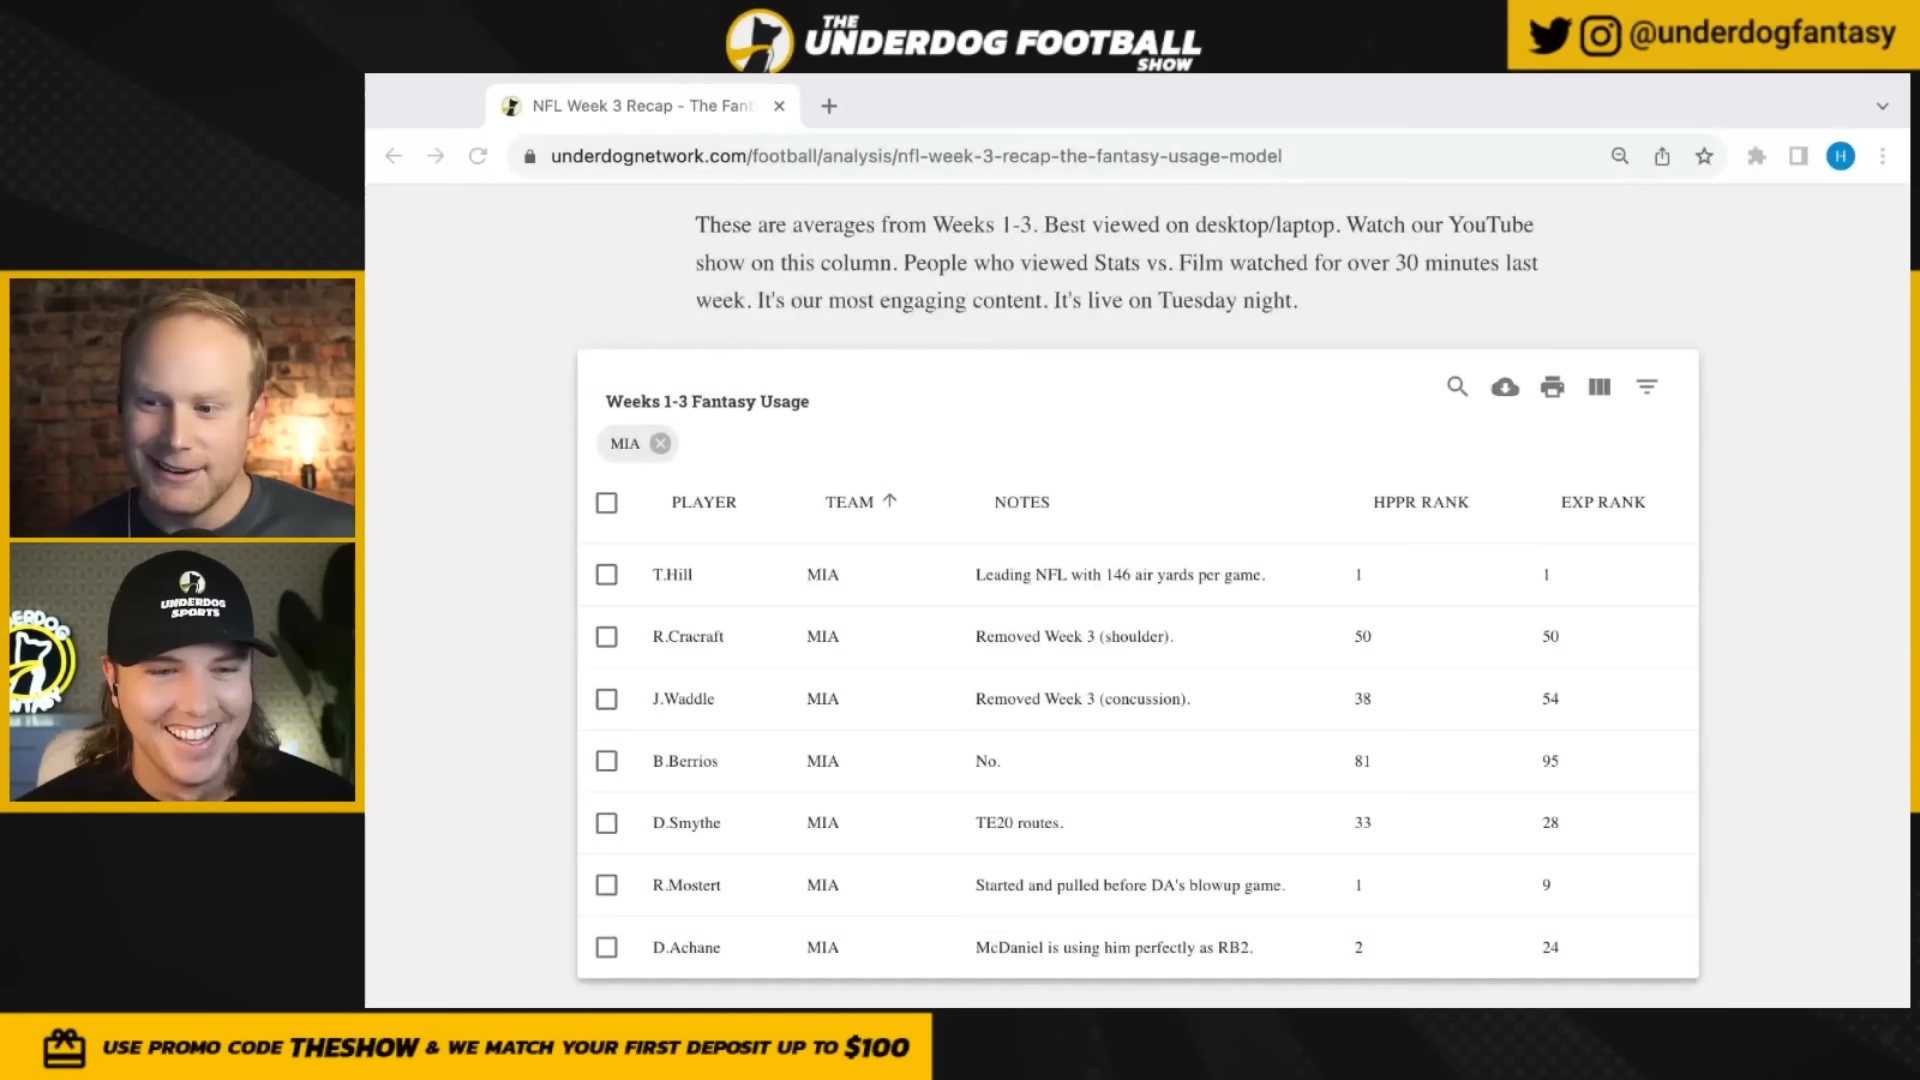 THE
UNDERDOG FOOTBALL
SHOW
@underdogfantasy
NFL Week 3 Recap - The Fant
underdognetwork.com/football/analysis/nfl-week-3-recap-the-fantasy-usage-model
H
These are averages from Weeks 1-3. Best viewed on desktop/laptop. Watch our YouTube
show on this column. People who viewed Stats vs. Film watched for over 30 minutes last
week. It's our most engaging content. It's live on Tuesday night.
Weeks 1-3 Fantasy Usage
MIA
PLAYER TEAM NOTES HPPR RANK EXP RANK
T.Hill MIA Leading NFL with 146 air yards per game. 1 1
R.Cracraft MIA Removed Week 3 (shoulder). 50 50
J.Waddle MIA Removed Week 3 (concussion). 38 54
B.Berrios MIA No. 81 95
D.Smythe MIA TE20 routes. 33 28
R.Mostert MIA Started and pulled before DA's blowup game. 1 9
D.Achane MIA McDaniel is using him perfectly as RB2. 2 24
UNDERDOG
SPORTS
USE PROMO CODE THESHOW & WE MATCH YOUR FIRST DEPOSIT UP TO $100